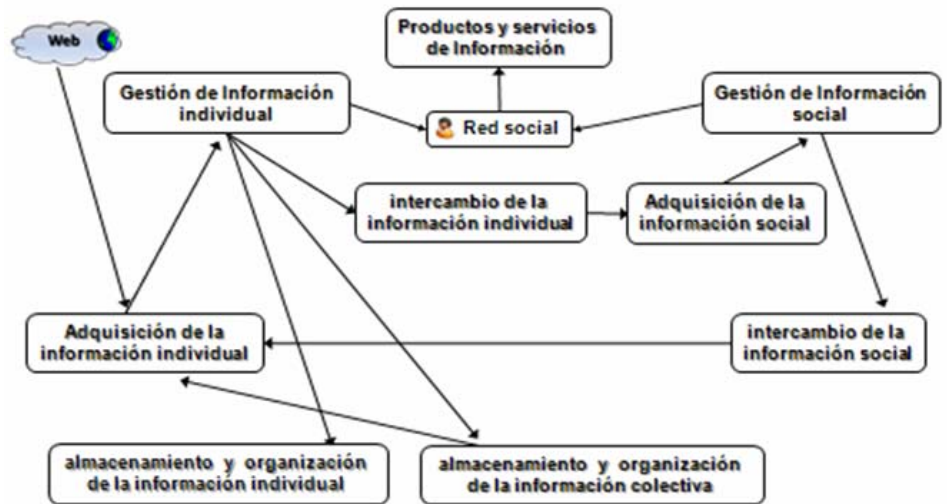 Web
Productos y servicios
de Información
Gestión de Información
individual
Red social
Gestión de Información
social
intercambio de la
información individual
Adquisición de la
información social
Adquisición de la
información individual
intercambio de la
información social
almacenamiento y organización
de la información individual
almacenamiento y organización
de la información colectiva